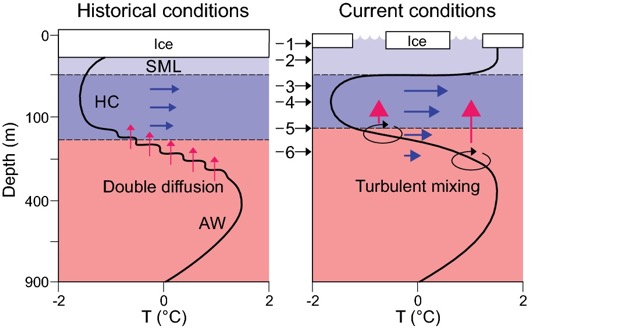 Historical conditions
Current conditions
0
Ice
SML
HC
100
Double diffusion
400
AW
900
Depth (m)
-2
0
2
T (°C)
Ice
1
2
3
4
5
6
Turbulent mixing
-2
0
2
T (°C)